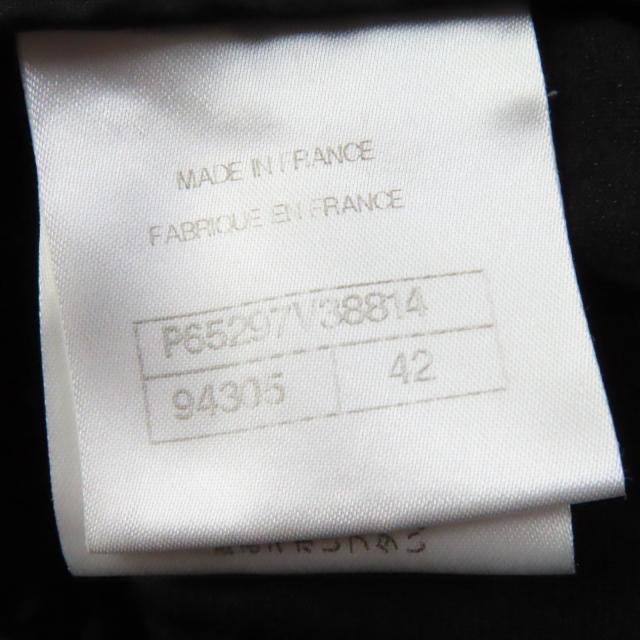 MADE IN FRANCE
FABRIQUE EN FRANCE
P65297V38814
94305 42